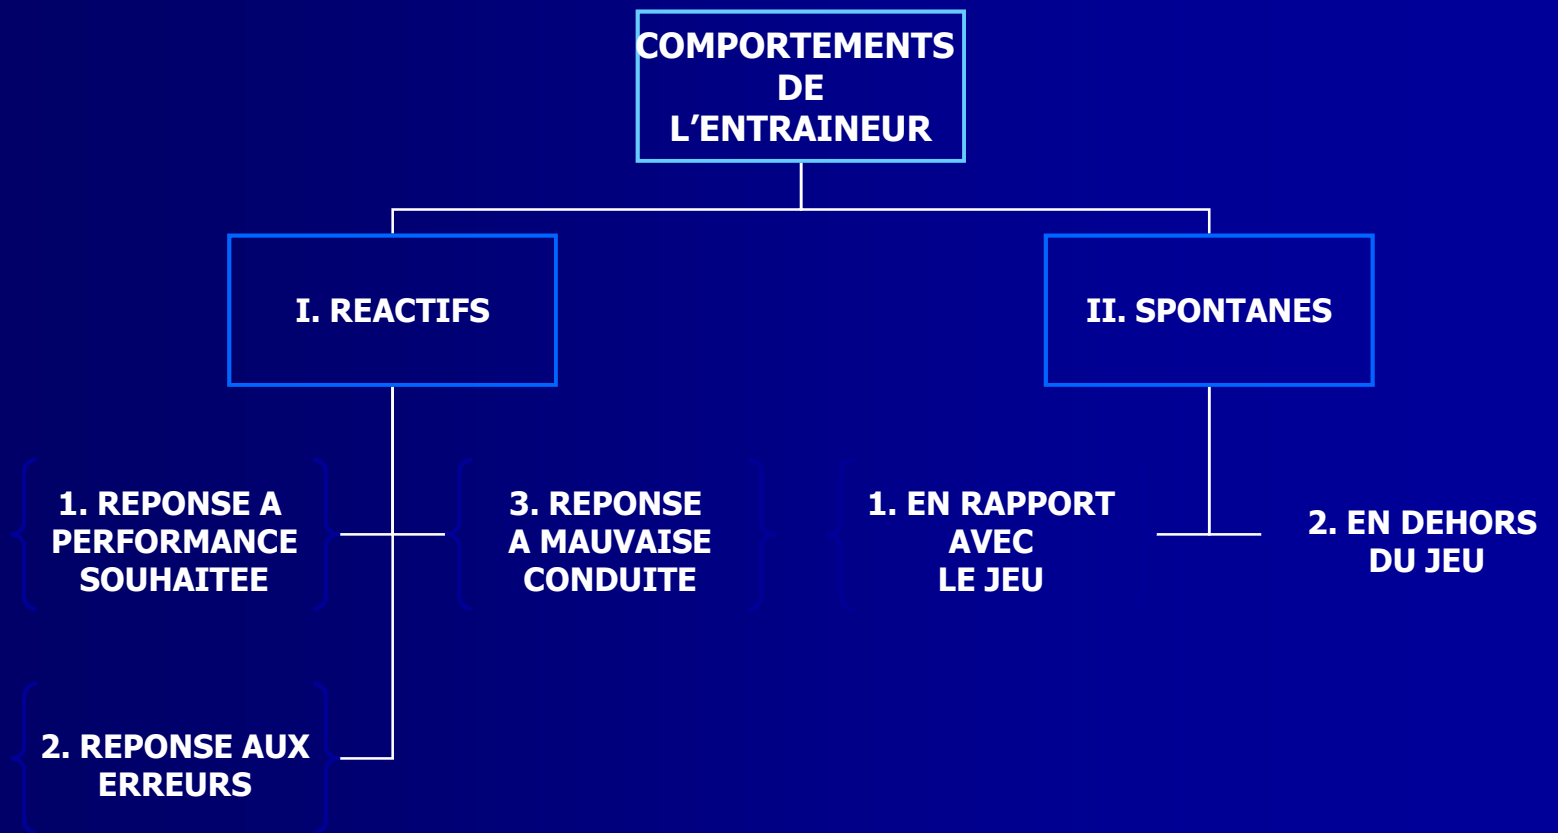 COMPORTEMENTS
DE
L’ENTRAINEUR
I. REACTIFS
II. SPONTANES
1. REPONSE A
PERFORMANCE
SOUHAITEE
3. REPONSE
A MAUVAISE
CONDUITE
1. EN RAPPORT
AVEC
LE JEU
2. EN DEHORS
DU JEU
2. REPONSE AUX
ERREURS